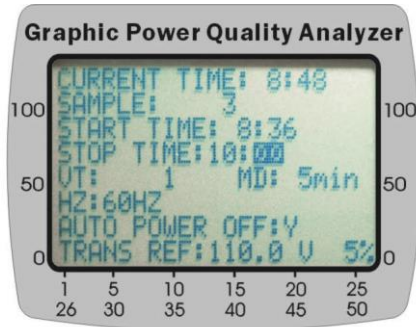 Graphic Power Quality Analyzer
CURRENT TIME: 8:48
SAMPLE: 3
START TIME: 8:36
STOP TIME:10:00
VT: 1 MD: 5min
HZ:60HZ
AUTO POWER OFF:Y
TRANS REF:110.0 V 5%
100 100
50 50
0 0
1 5 10 15 20 25
26 30 35 40 45 50